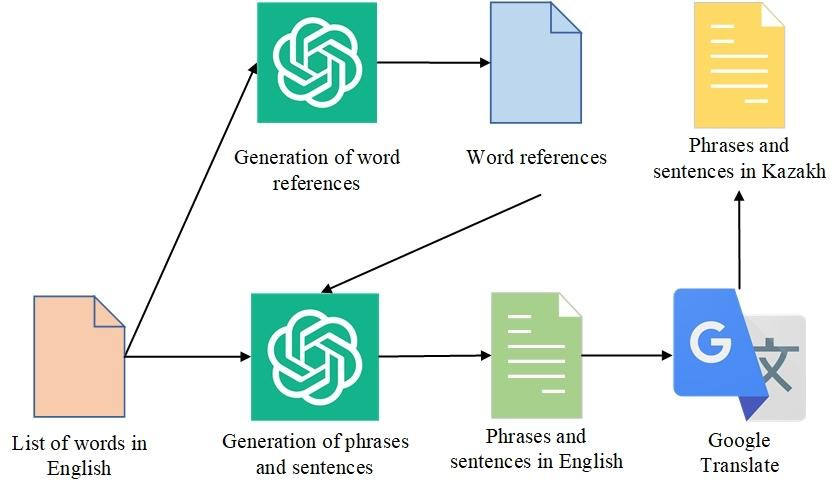 Generation of word
references
Word references
Phrases and
sentences in Kazakh
List of words in
English
Generation of phrases
and sentences
Phrases and
sentences in English
G
文
Google
Translate